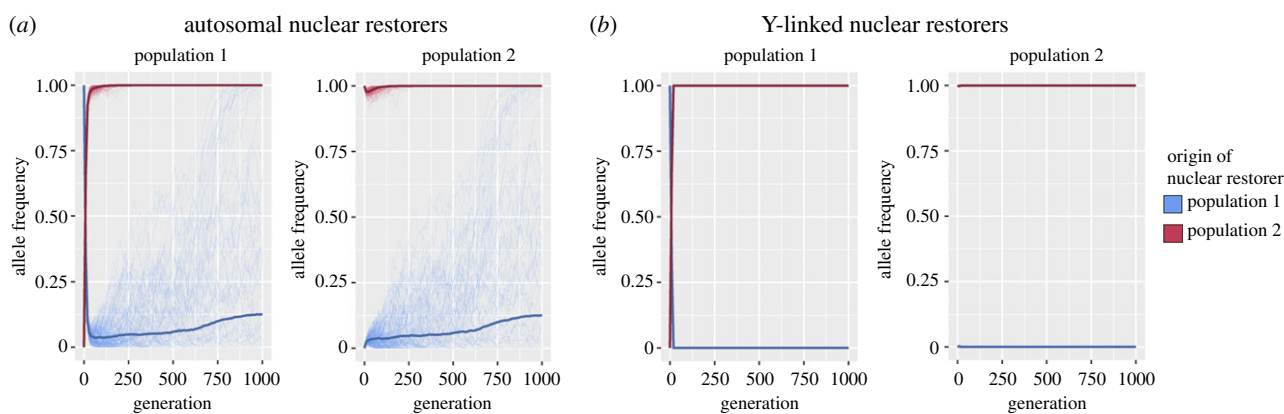 (a) autosomal nuclear restorers
population 1
population 2
1.00
0.75
0.50
0.25
0
allele frequency
0 250 500 750 1000
generation
1.00
0.75
0.50
0.25
0
allele frequency
0 250 500 750 1000
generation
(b) Y-linked nuclear restorers
population 1
population 2
1.00
0.75
0.50
0.25
0
allele frequency
0 250 500 750 1000
generation
1.00
0.75
0.50
0.25
0
allele frequency
0 250 500 750 1000
generation
origin of
nuclear restorer
population 1
population 2